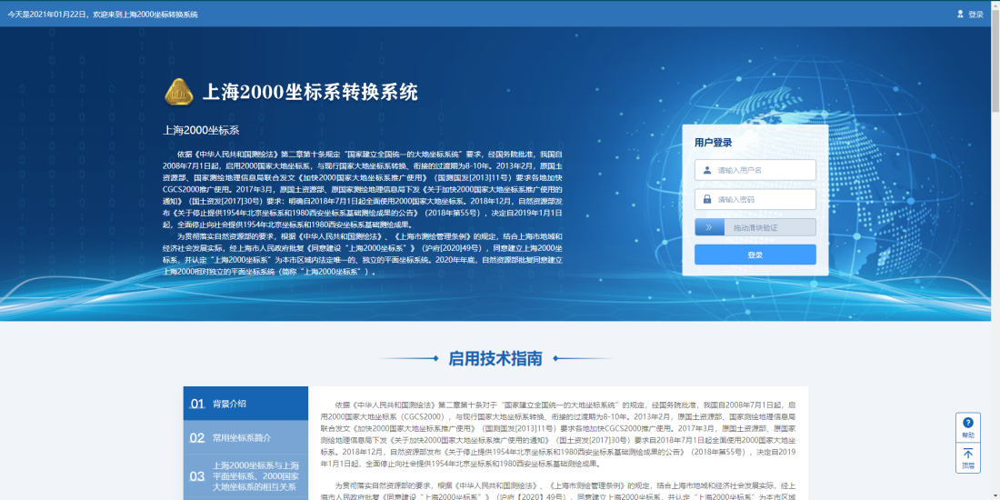 今天是2021年01月22日，欢迎来到上海2000坐标转换系统
登录
上海2000坐标系转换系统
上海2000坐标系
依据《中华人民共和国测绘法》第二章第十条规定“国家建立全国统一的大地坐标系统”要求，经国务院批准，我国自
2008年7月1日起，启用2000国家大地坐标系，与现行国家大地坐标系转换、衔接的过渡期为8-10年。2013年2月，原国土
资源部、国家测绘地理信息局联合发文《加快2000国家大地坐标系推广使用》（国测国发[2013]11号）要求各地加快
CGCS2000推广使用。2017年3月，原国土资源部、原国家测绘地理信息局下发《关于加快2000国家大地坐标系推广使用的
通知》（国土资发[2017]30号）要求：明确自2018年7月1日起全面使用2000国家大地坐标系。2018年12月，自然资源部发
布《关于停止提供1954年北京坐标系和1980西安坐标系基础测绘成果的公告》（2018年第55号），决定自2019年1月1日
起，全面停止向社会提供1954年北京坐标系和1980西安坐标系基础测绘成果。
为贯彻落实自然资源部的要求，根据《中华人民共和国测绘法》、《上海市测绘管理条例》的规定，结合上海市地域和
经济社会发展实际，经上海市人民政府批复《同意建设“上海2000坐标系”》（沪府[2020]49号），同意建立上海2000坐
标系，并认定“上海2000坐标系”为本市区域内法定唯一的、独立的平面坐标系统。2020年年底，自然资源部批复同意建立
上海2000相对独立的平面坐标系统（简称“上海2000坐标系”）。
用户登录
请输入用户名
请输入密码
拖动滑块验证
登录
启用技术指南
01 背景介绍
02 常用坐标系简介
03 上海2000坐标系与上海
平面坐标系、2000国家
大地坐标系的相互关系
依据《中华人民共和国测绘法》第二章第十条对于“国家建立全国统一的大地坐标系统”的规定，经国务院批准，我国自2008年7月1日起，启
用2000国家大地坐标系（CGCS2000），与现行国家大地坐标系转换、衔接的过渡期为8-10年。2013年2月，原国土资源部、国家测绘地理信息局
联合发文《加快2000国家大地坐标系推广使用》（国测国发[2013]11号）要求各地加快CGCS2000推广使用。2017年3月，原国土资源部、原国家
测绘地理信息局下发《关于加快2000国家大地坐标系推广使用的通知》（国土资发[2017]30号）要求自2018年7月1日起全面使用2000国家大地坐
标系。2018年12月，自然资源部发布《关于停止提供1954年北京坐标系和1980西安坐标系基础测绘成果的公告》（2018年第55号），决定自2019
年1月1日起，全面停止向社会提供1954年北京坐标系和1980西安坐标系基础测绘成果。
为贯彻落实自然资源部的要求，根据《中华人民共和国测绘法》、《上海市测绘管理条例》的规定，结合上海市地域和经济社会发展实际，经上
海市人民政府批复《同意建设“上海2000坐标系”》（沪府【2020】49号），同意建立上海2000坐标系，并认定“上海2000坐标系”为本市区域
帮助
顶层